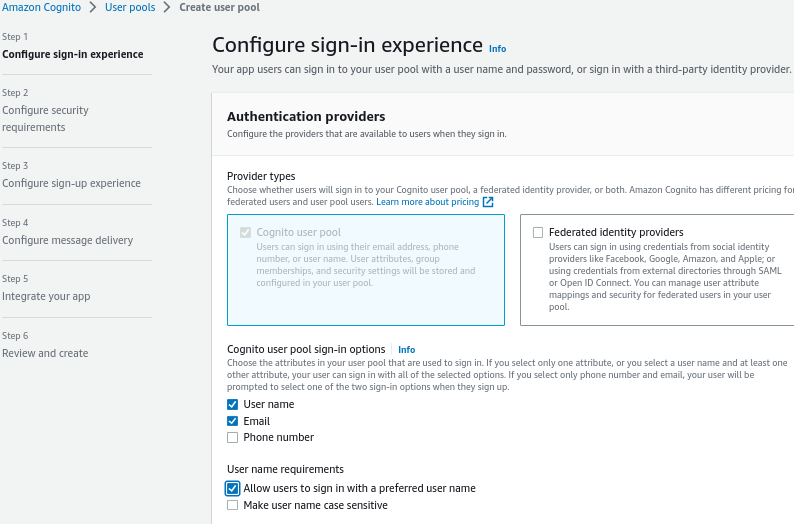 Amazon Cognito > User pools > Create user pool
Step 1
Configure sign-in experience
Step 2
Configure security
requirements
Step 3
Configure sign-up experience
Step 4
Configure message delivery
Step 5
Integrate your app
Step 6
Review and create
Configure sign-in experience Info
Your app users can sign in to your user pool with a user name and password, or sign in with a third-party identity provider.
Authentication providers
Configure the providers that are available to users when they sign in.
Provider types
Choose whether users will sign in to your Cognito user pool, a federated identity provider, or both. Amazon Cognito has different pricing for
federated users and user pool users. Learn more about pricing
Cognito user pool
Users can sign in using their email address, phone
number, or user name. User attributes, group
memberships, and security settings will be stored and
configured in your user pool.
Federated identity providers
Users can sign in using credentials from social identity
providers like Facebook, Google, Amazon, and Apple; or
using credentials from external directories through SAML
or Open ID Connect. You can manage user attribute
mappings and security for federated users in your user
pool.
Cognito user pool sign-in options Info
Choose the attributes in your user pool that are used to sign in. If you select only one attribute, or you select a user name and at least one
other attribute, your user can sign in with all of the selected options. If you select only phone number and email, your user will be
prompted to select one of the two sign-in options when they sign up.
User name
Email
Phone number
User name requirements
Allow users to sign in with a preferred user name
Make user name case sensitive